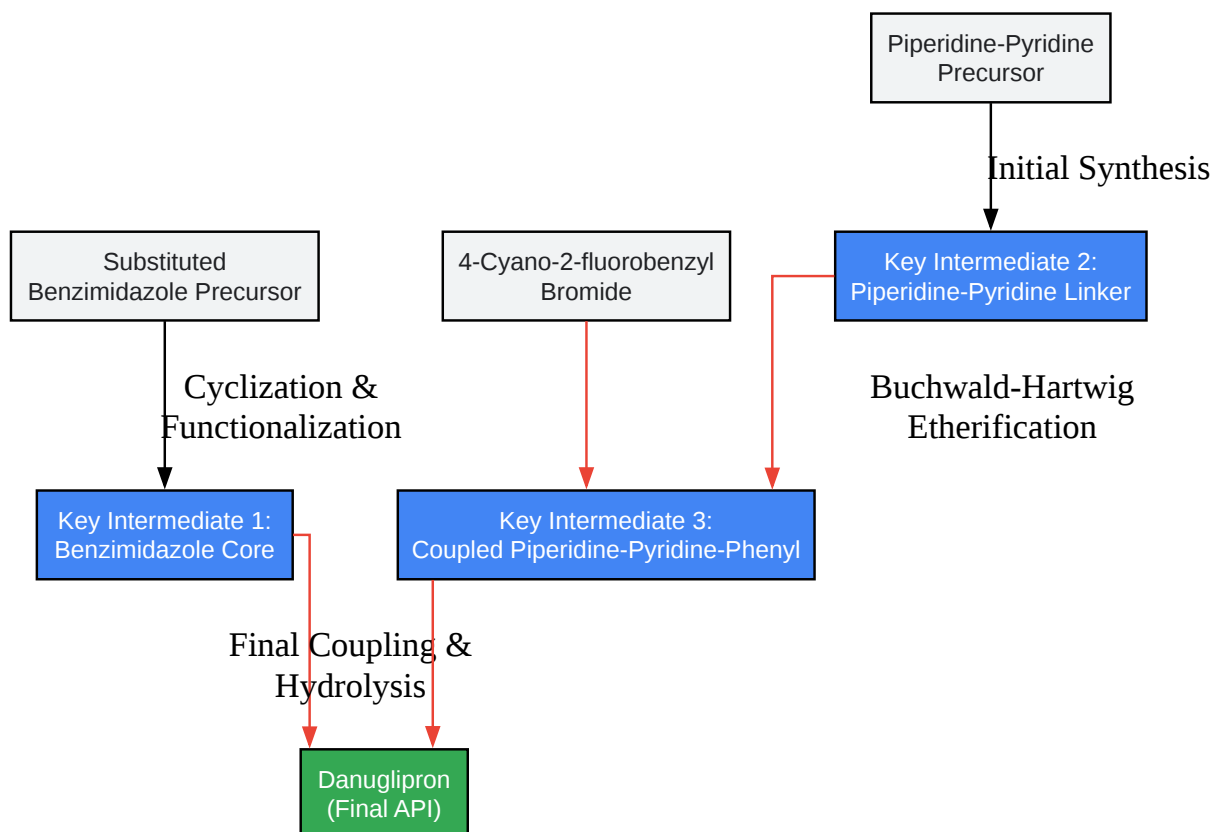 Piperidine-Pyridine
Precursor
Initial Synthesis
Substituted
Benzimidazole Precursor
4-Cyano-2-fluorobenzyl
Bromide
Key Intermediate 2:
Piperidine-Pyridine Linker
Cyclization &
Functionalization
Buchwald-Hartwig
Etherification
Key Intermediate 1:
Benzimidazole Core
Key Intermediate 3:
Coupled Piperidine-Pyridine-Phenyl
Final Coupling &
Hydrolysis
Danuglipron
(Final API)